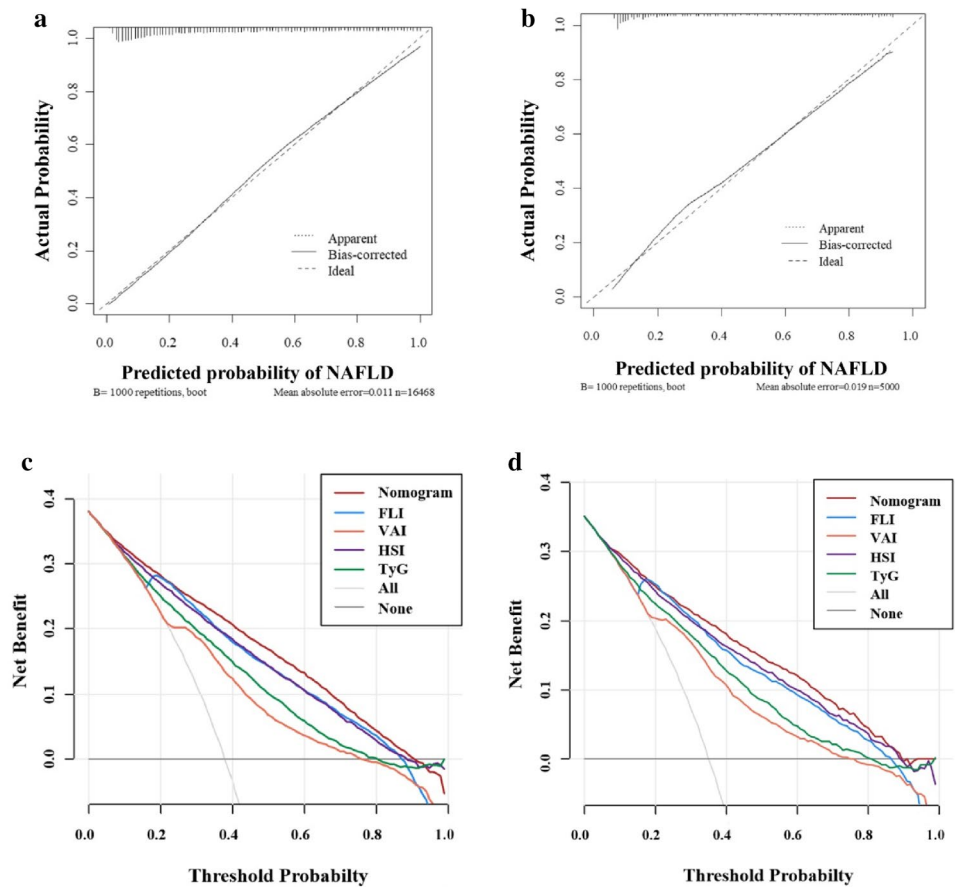 a
Actual Probability
1.0
0.8
0.6
0.4
0.2
0.0
Apparent
Bias-corrected
Ideal
0.0 0.2 0.4 0.6 0.8 1.0
Predicted probability of NAFLD
B= 1000 repetitions, boot Mean absolute error=0.011 n=16468
b
Actual Probability
1.0
0.8
0.6
0.4
0.2
0.0
Apparent
Bias-corrected
Ideal
0.0 0.2 0.4 0.6 0.8 1.0
Predicted probability of NAFLD
B= 1000 repetitions, boot Mean absolute error=0.019 n=5000
c
Net Benefit
0.4
0.3
0.2
0.1
0.0
Nomogram
FLI
VAI
HSI
TyG
All
None
0.0 0.2 0.4 0.6 0.8 1.0
Threshold Probabilty
d
Net Benefit
0.4
0.3
0.2
0.1
0.0
Nomogram
FLI
VAI
HSI
TyG
All
None
0.0 0.2 0.4 0.6 0.8 1.0
Threshold Probabilty